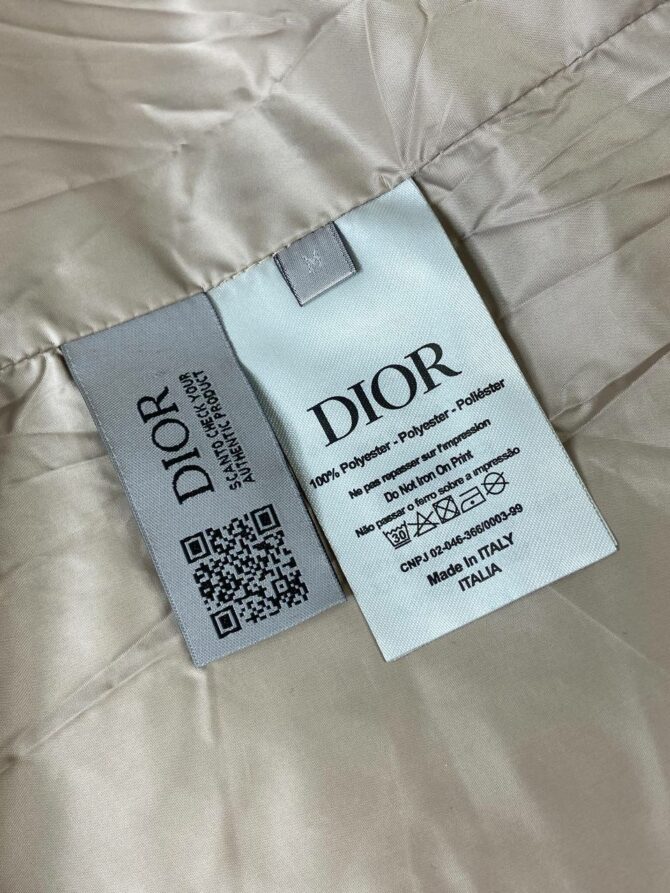 DIOR
SCAN TO CHECK YOUR
AUTHENTIC PRODUCT
DIOR
100% Polyester - Polyester - Poliéster
Ne pas repesser sur l'impression
Do Not Iron On Print
Não passar o ferro sobre a impressão
30
CNPJ 02-046-366/0003-99
Made In ITALY
ITALIA